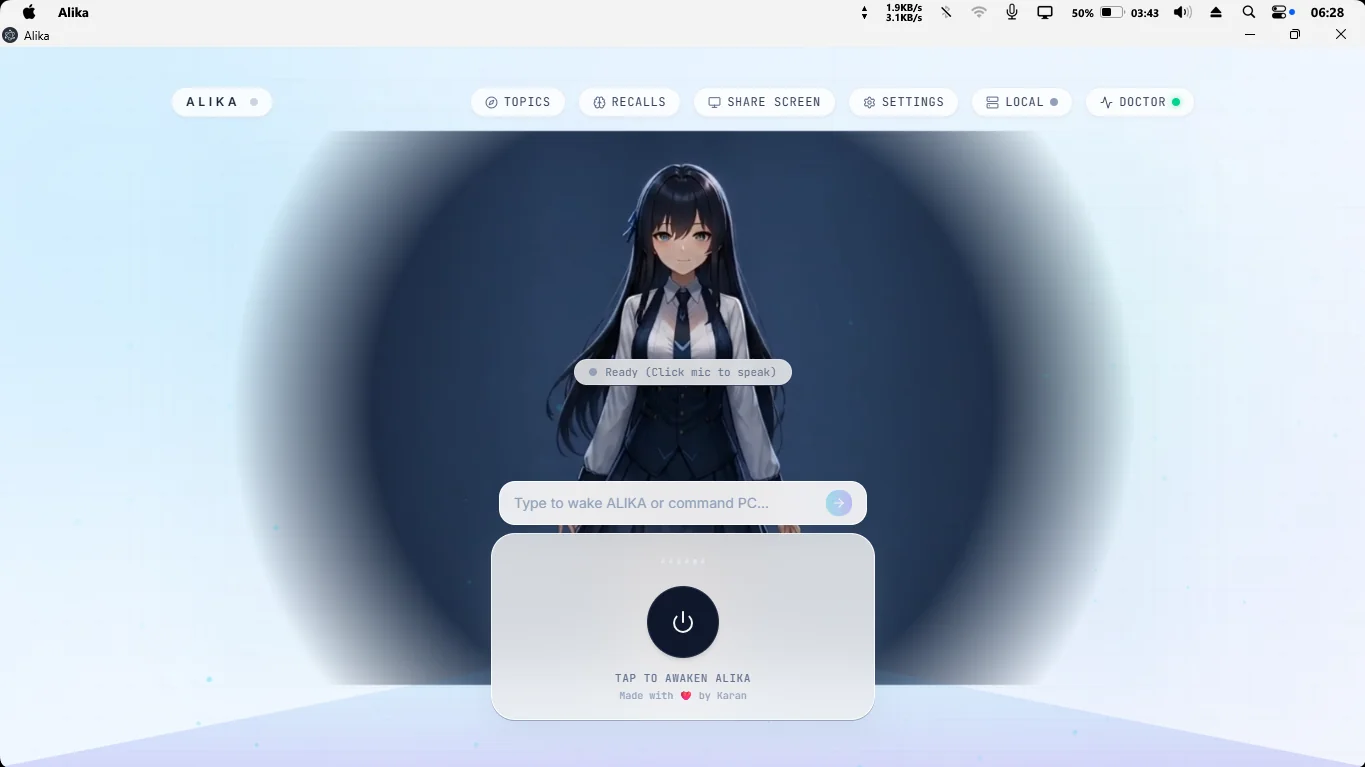 Alika
1.9KB/s
3.1KB/s
50%
03:43
06:28
Alika
ALIKA
TOPICS
RECALLS
SHARE SCREEN
SETTINGS
LOCAL
DOCTOR
Ready (Click mic to speak)
Type to wake ALIKA or command PC...
TAP TO AWAKEN ALIKA
Made with ❤️ by Karan